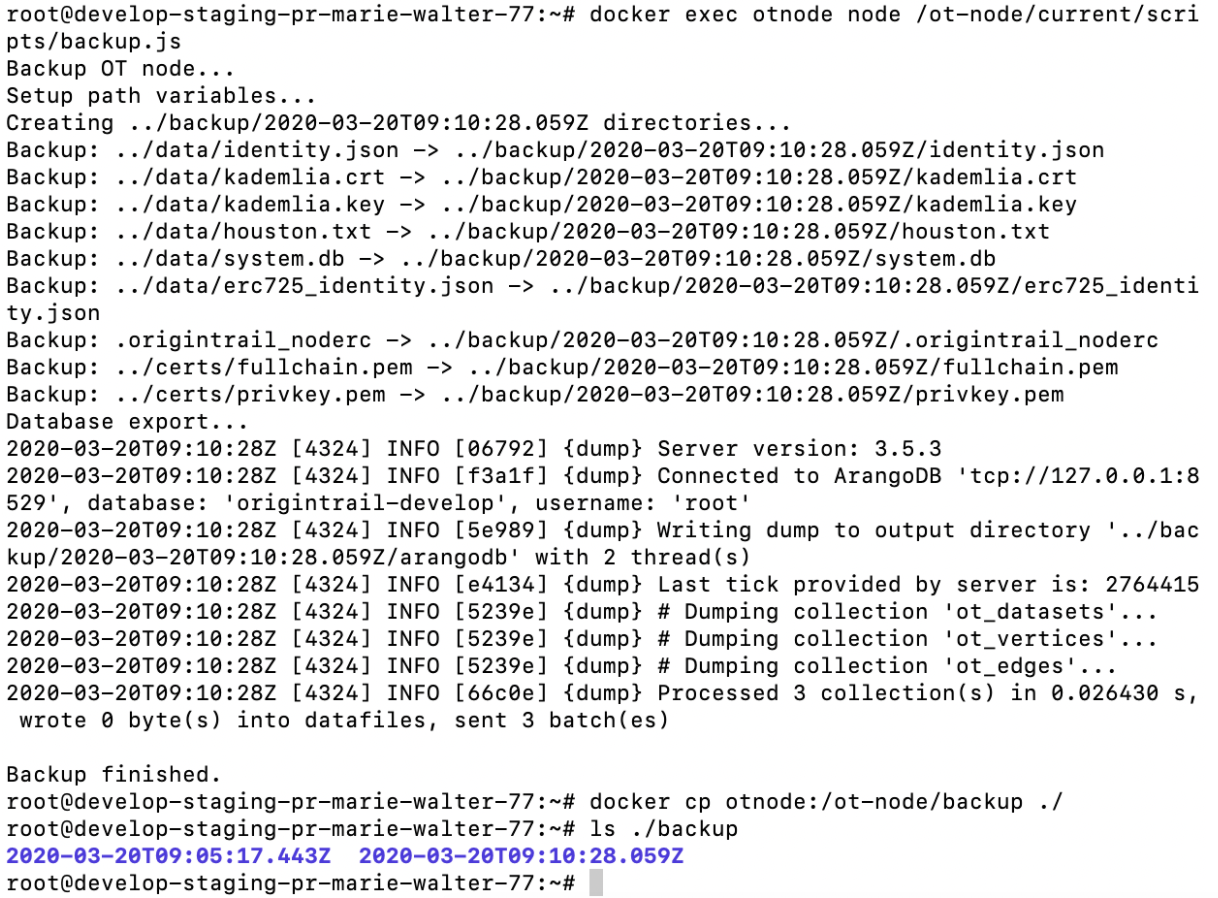 root@develop-staging-pr-marie-walter-77:~# docker exec otnode node /ot-node/current/scri
pts/backup.js
Backup OT node...
Setup path variables...
Creating ../backup/2020-03-20T09:10:28.059Z directories...
Backup: ../data/identity.json -> ../backup/2020-03-20T09:10:28.059Z/identity.json
Backup: ../data/kademlia.crt -> ../backup/2020-03-20T09:10:28.059Z/kademlia.crt
Backup: ../data/kademlia.key -> ../backup/2020-03-20T09:10:28.059Z/kademlia.key
Backup: ../data/houston.txt -> ../backup/2020-03-20T09:10:28.059Z/houston.txt
Backup: ../data/system.db -> ../backup/2020-03-20T09:10:28.059Z/system.db
Backup: ../data/erc725_identity.json -> ../backup/2020-03-20T09:10:28.059Z/erc725_identi
ty.json
Backup: .origintrail_noderc -> ../backup/2020-03-20T09:10:28.059Z/.origintrail_noderc
Backup: ../certs/fullchain.pem -> ../backup/2020-03-20T09:10:28.059Z/fullchain.pem
Backup: ../certs/privkey.pem -> ../backup/2020-03-20T09:10:28.059Z/privkey.pem
Database export...
2020-03-20T09:10:28Z [4324] INFO [06792] {dump} Server version: 3.5.3
2020-03-20T09:10:28Z [4324] INFO [f3a1f] {dump} Connected to ArangoDB 'tcp://127.0.0.1:8
529', database: 'origintrail-develop', username: 'root'
2020-03-20T09:10:28Z [4324] INFO [5e989] {dump} Writing dump to output directory '../bac
kup/2020-03-20T09:10:28.059Z/arangodb' with 2 thread(s)
2020-03-20T09:10:28Z [4324] INFO [e4134] {dump} Last tick provided by server is: 2764415
2020-03-20T09:10:28Z [4324] INFO [5239e] {dump} # Dumping collection 'ot_datasets'...
2020-03-20T09:10:28Z [4324] INFO [5239e] {dump} # Dumping collection 'ot_vertices'...
2020-03-20T09:10:28Z [4324] INFO [5239e] {dump} # Dumping collection 'ot_edges'...
2020-03-20T09:10:28Z [4324] INFO [66c0e] {dump} Processed 3 collection(s) in 0.026430 s,
 wrote 0 byte(s) into datafiles, sent 3 batch(es)

Backup finished.
root@develop-staging-pr-marie-walter-77:~# docker cp otnode:/ot-node/backup ./
root@develop-staging-pr-marie-walter-77:~# ls ./backup
2020-03-20T09:05:17.443Z  2020-03-20T09:10:28.059Z
root@develop-staging-pr-marie-walter-77:~#